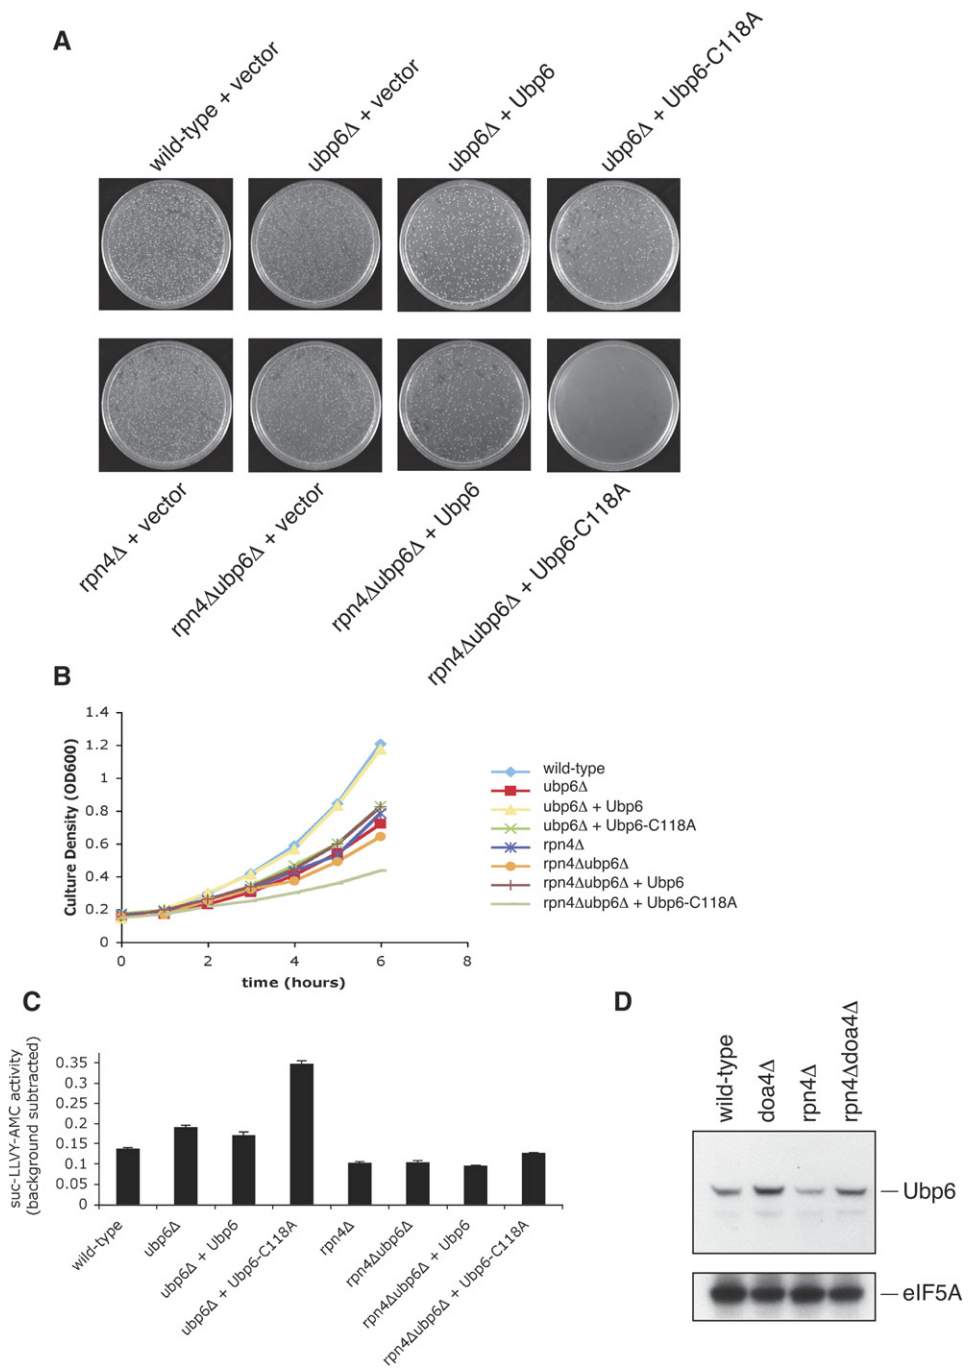 A
wild-type + vector
ubp6Δ + vector
ubp6Δ + Ubp6
ubp6Δ + Ubp6-C118A
rpn4Δ + vector
rpn4Δubp6Δ + vector
rpn4Δubp6Δ + Ubp6
rpn4Δubp6Δ + Ubp6-C118A
B
Culture Density (OD600)
1.4
1.2
1
0.8
0.6
0.4
0.2
0
0 2 4 6 8
time (hours)
wild-type
ubp6Δ
ubp6Δ + Ubp6
ubp6Δ + Ubp6-C118A
rpn4Δ
rpn4Δubp6Δ
rpn4Δubp6Δ + Ubp6
rpn4Δubp6Δ + Ubp6-C118A
C
suc-LLVY-AMC activity
(background subtracted)
0.35
0.3
0.25
0.2
0.15
0.1
0.05
0
wild-type
ubp6Δ
ubp6Δ + Ubp6
ubp6Δ + Ubp6-C118A
rpn4Δ
rpn4Δubp6Δ
rpn4Δubp6Δ + Ubp6
rpn4Δubp6Δ + Ubp6-C118A
D
wild-type
doa4Δ
rpn4Δ
rpn4Δdoa4Δ
Ubp6
eIF5A